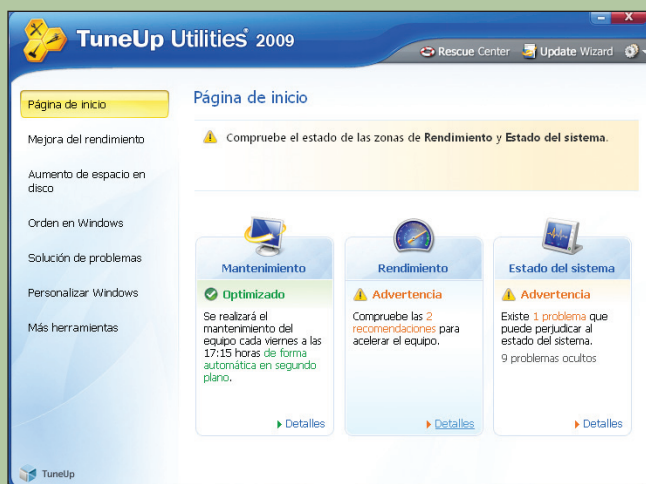 TuneUp Utilities 2009
Rescue Center Update Wizard
Página de inicio
Mejora del rendimiento
Aumento de espacio en
disco
Orden en Windows
Solución de problemas
Personalizar Windows
Más herramientas
TuneUp
Página de inicio
Compruebe el estado de las zonas de Rendimiento y Estado del sistema.
Mantenimiento
Optimizado
Se realizará el
mantenimiento del
equipo cada viernes a las
17:15 horas de forma
automática en segundo
plano.
Detalles
Rendimiento
Advertencia
Compruebe las 2
recomendaciones para
acelerar el equipo.
Detalles
Estado del sistema
Advertencia
Existe 1 problema que
puede perjudicar al
estado del sistema.
9 problemas ocultos
Detalles